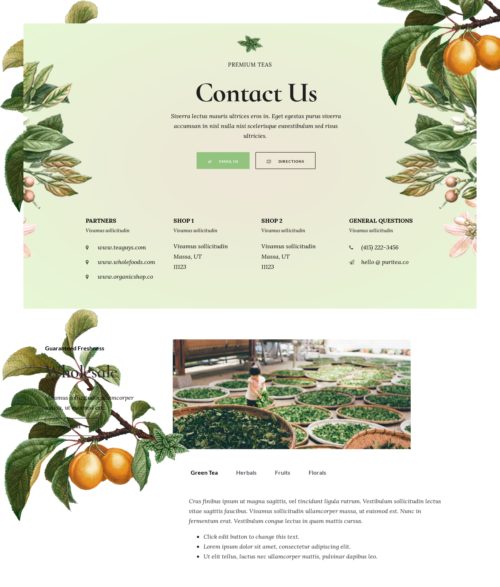 PREMIUM TEAS
Contact Us
Viverra lectus mauris ultrices eros in. Eget egestas purus viverra
accumsan in nisl nulla nisi scelerisque euvestibulum sed risus
ultricies.
EMAIL US
DIRECTIONS
PARTNERS
Vivamus sollicitudin
www.teaguys.com
www.wholefoods.com
www.organicshop.co
SHOP 1
Vivamus sollicitudin
Vivamus sollicitudin
Massa, UT
11123
SHOP 2
Vivamus sollicitudin
Vivamus sollicitudin
Massa, UT
11123
GENERAL QUESTIONS
Vivamus sollicitudin
(415) 222-3456
hello @ puritea.co
Guaranteed Freshness
Wholesale
Vivamus sollicitudin ullamcorper
massa, ut euismod est.
Green Tea
Herbals
Fruits
Florals
Cras finibus ipsum ut magna sagittis, vel tincidunt ligula rutrum. Vestibulum sollicitudin lectus
vitae sagittis faucibus. Vivamus sollicitudin ullamcorper massa, ut euismod est. Nunc in
fermentum erat. Vestibulum congue lectus in quam mattis cursus.
Click edit button to change this text.
Lorem ipsum dolor sit amet, consectetur adipiscing elit.
Ut elit tellus, luctus nec ullamcorper mattis, pulvinar dapibus leo.